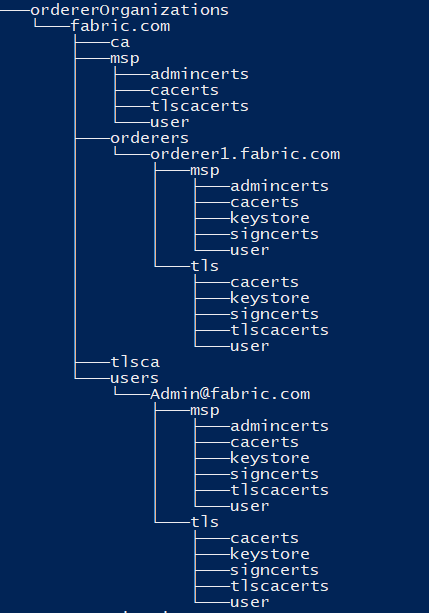 ordererOrganizations
fabric.com
ca
msp
admincerts
cacerts
tlscacerts
user
orderers
orderer1.fabric.com
msp
admincerts
cacerts
keystore
signcerts
user
tls
cacerts
keystore
signcerts
tlscacerts
user
tlsca
users
Admin@fabric.com
msp
admincerts
cacerts
keystore
signcerts
tlscacerts
user
tls
cacerts
keystore
signcerts
tlscacerts
user